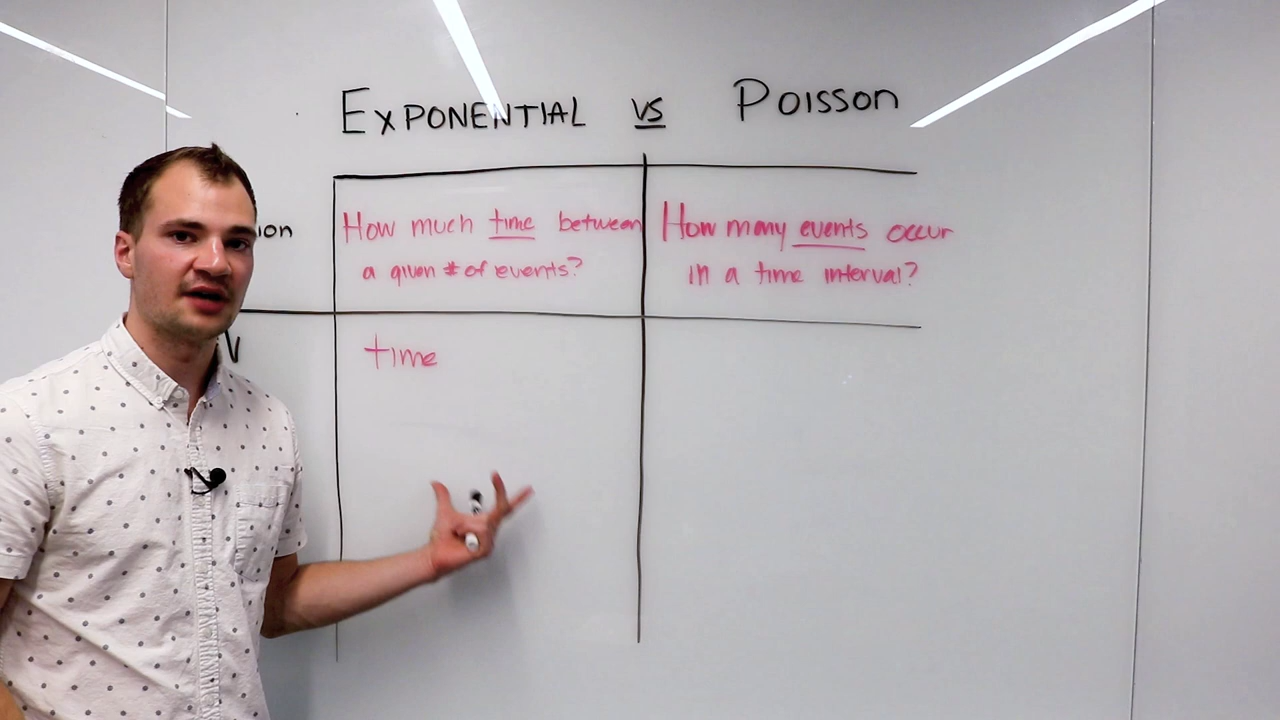 EXPONENTIAL vs Poisson
How much time between
a given # of events?
How many events occur
in a time interval?
time